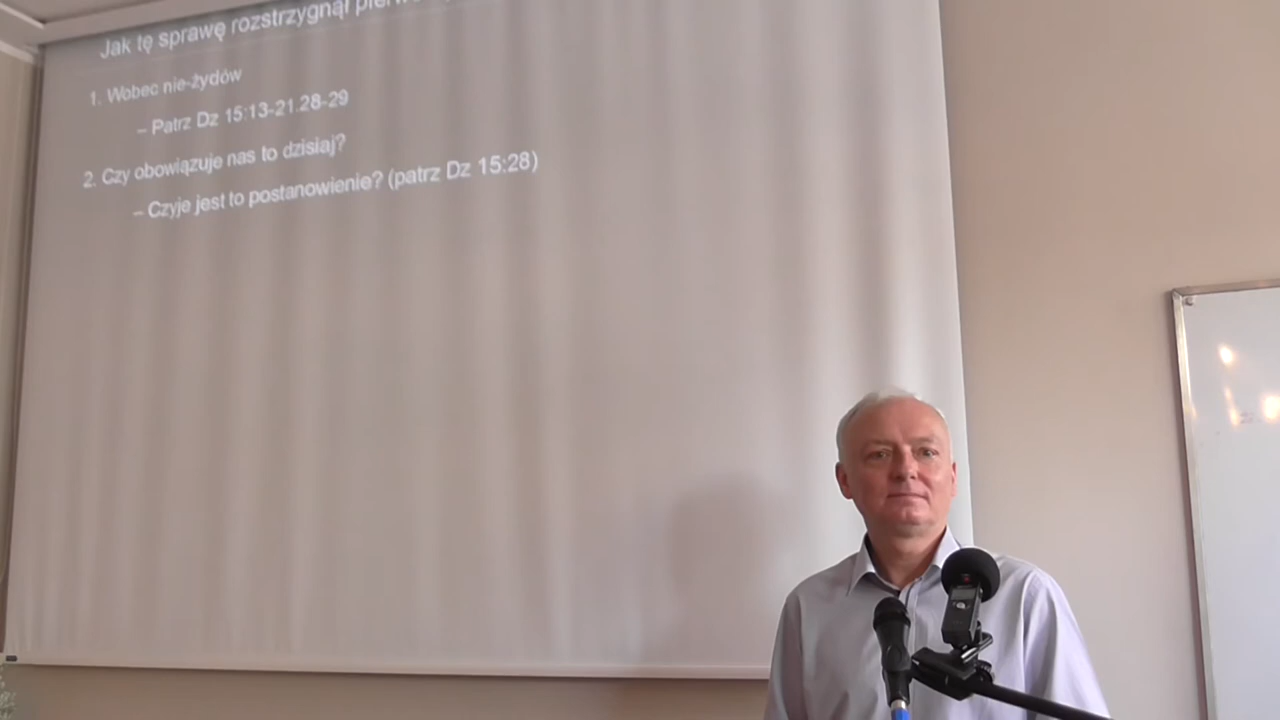 Jak tę sprawę rozstrzygnął
1. Wobec nie-żydów
– Patrz Dz 15:13-21.28-29
2. Czy obowiązuje nas to dzisiaj?
– Czyje jest to postanowienie? (patrz Dz 15:28)